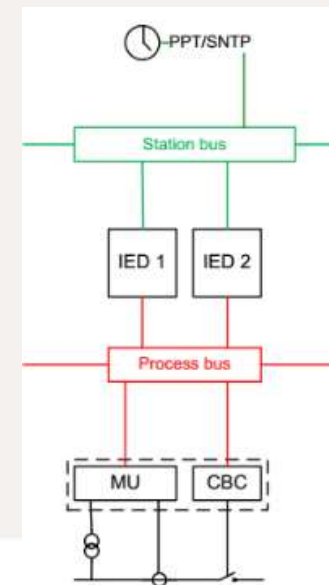 PPT/SNTP
Station bus
IED 1 IED 2
Process bus
MU CBC